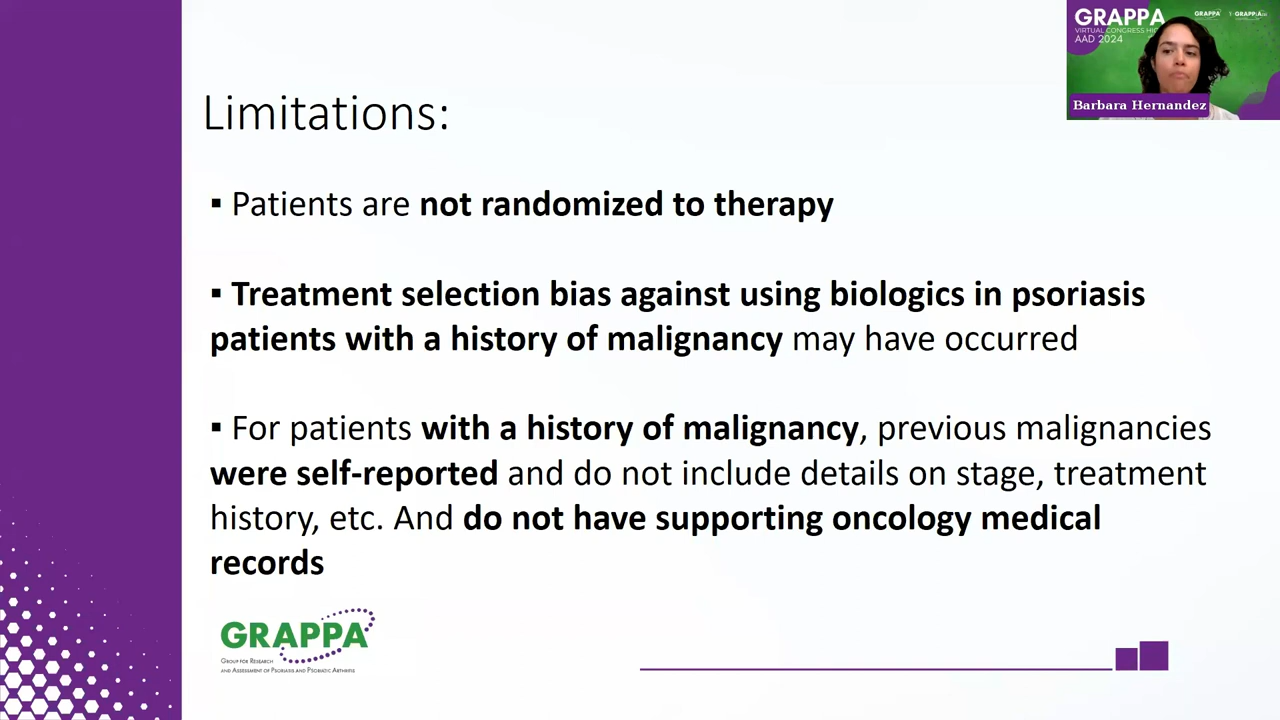 GRAPPA
VIRTUAL CONGRESS HI
AAD 2024
GRAPPA
Barbara Hernandez
Limitations:
▪ Patients are not randomized to therapy
▪ Treatment selection bias against using biologics in psoriasis
patients with a history of malignancy may have occurred
▪ For patients with a history of malignancy, previous malignancies
were self-reported and do not include details on stage, treatment
history, etc. And do not have supporting oncology medical
records
GRAPPA
Group for Research
and Assessment of Psoriasis and Psoriatic Arthritis